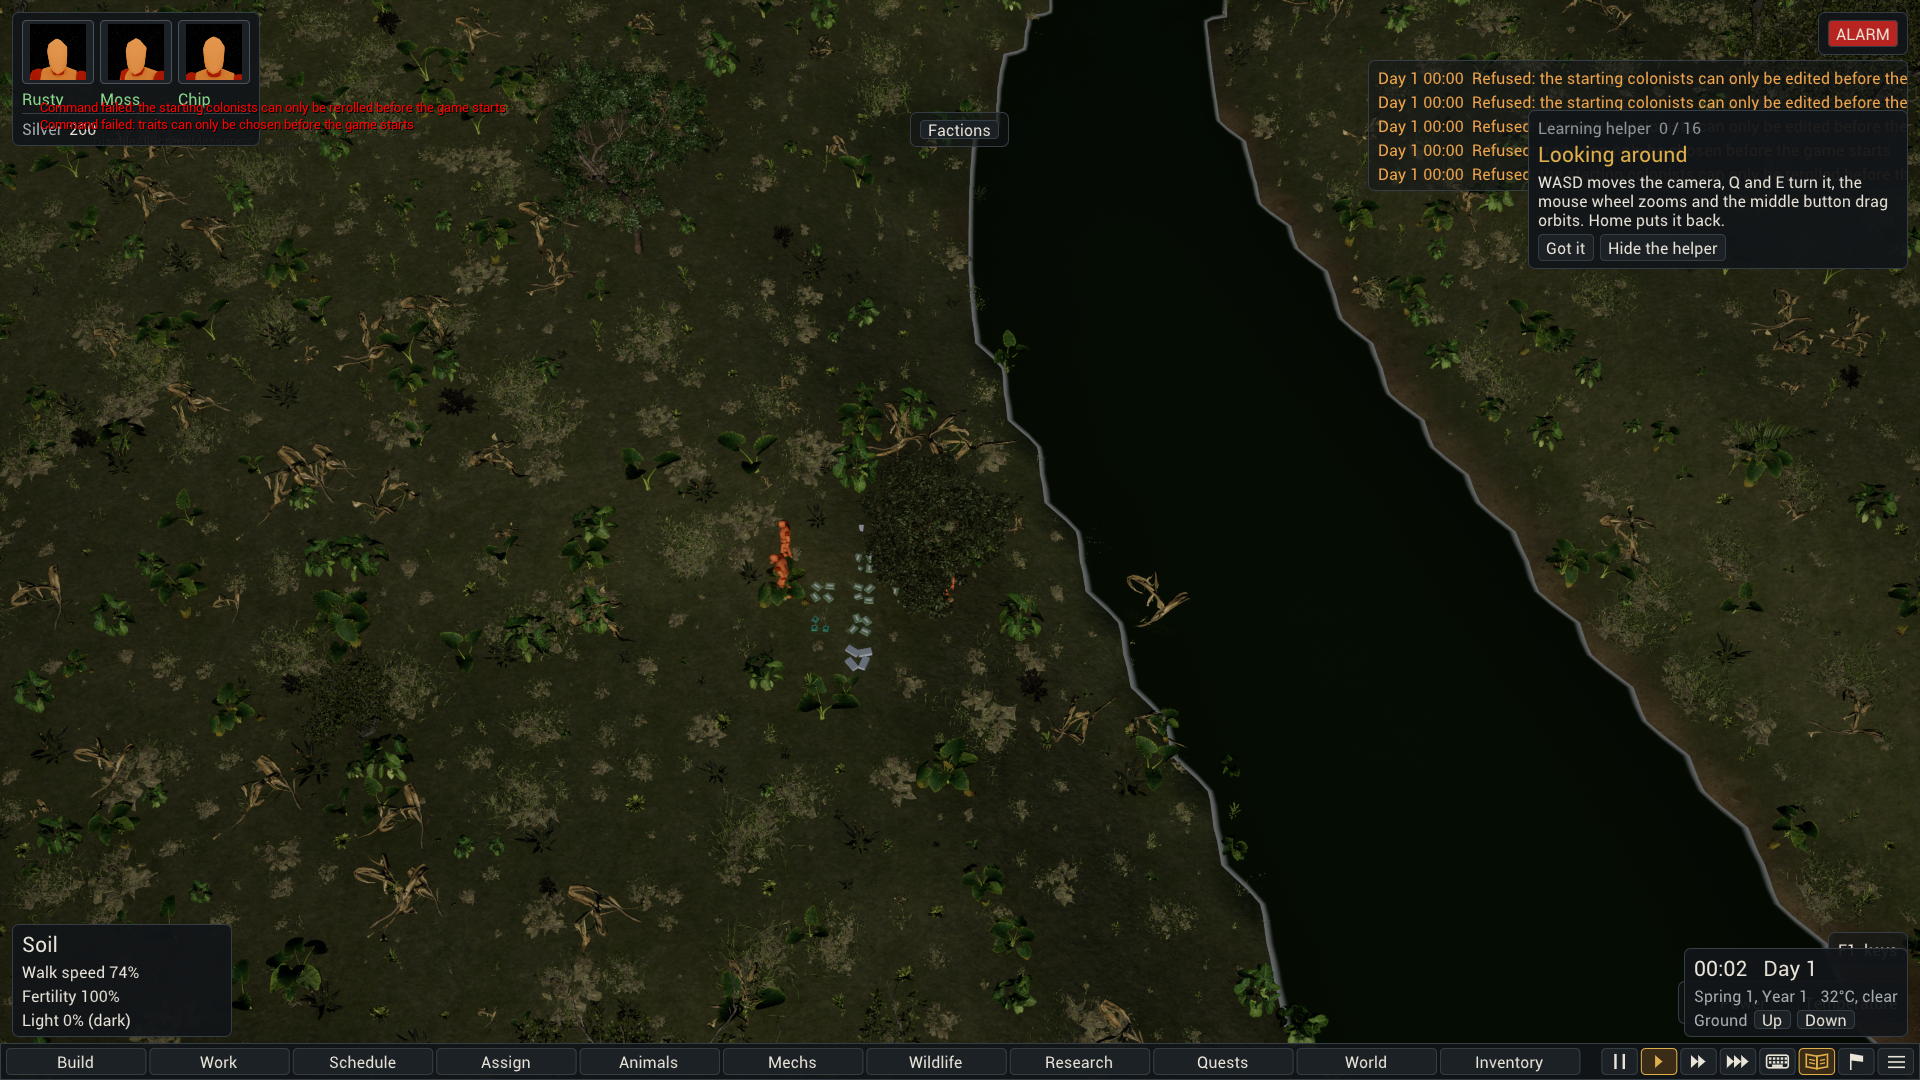 ALARM
Rusty Moss Chip
Command failed: the starting colonists can only be rerolled before the game starts
Command failed: traits can only be chosen before the game starts
Silver 200
Factions
Day 1 00:00 Refused: the starting colonists can only be edited before the
Day 1 00:00 Refused: the starting colonists can only be edited before the
Day 1 00:00 Refused
Day 1 00:00 Refused
Day 1 00:00 Refused
Learning helper 0 / 16
Looking around
WASD moves the camera, Q and E turn it, the
mouse wheel zooms and the middle button drag
orbits. Home puts it back.
Got it Hide the helper
Soil
Walk speed 74%
Fertility 100%
Light 0% (dark)
F1 keys
00:02 Day 1
Spring 1, Year 1 32°C, clear
Ground Up Down
Build Work Schedule Assign Animals Mechs Wildlife Research Quests World Inventory